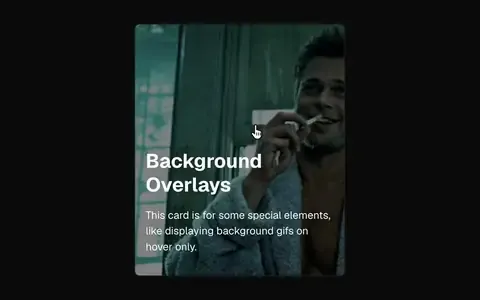 Background
Overlays
This card is for some special elements,
like displaying background gifs on
hover only.